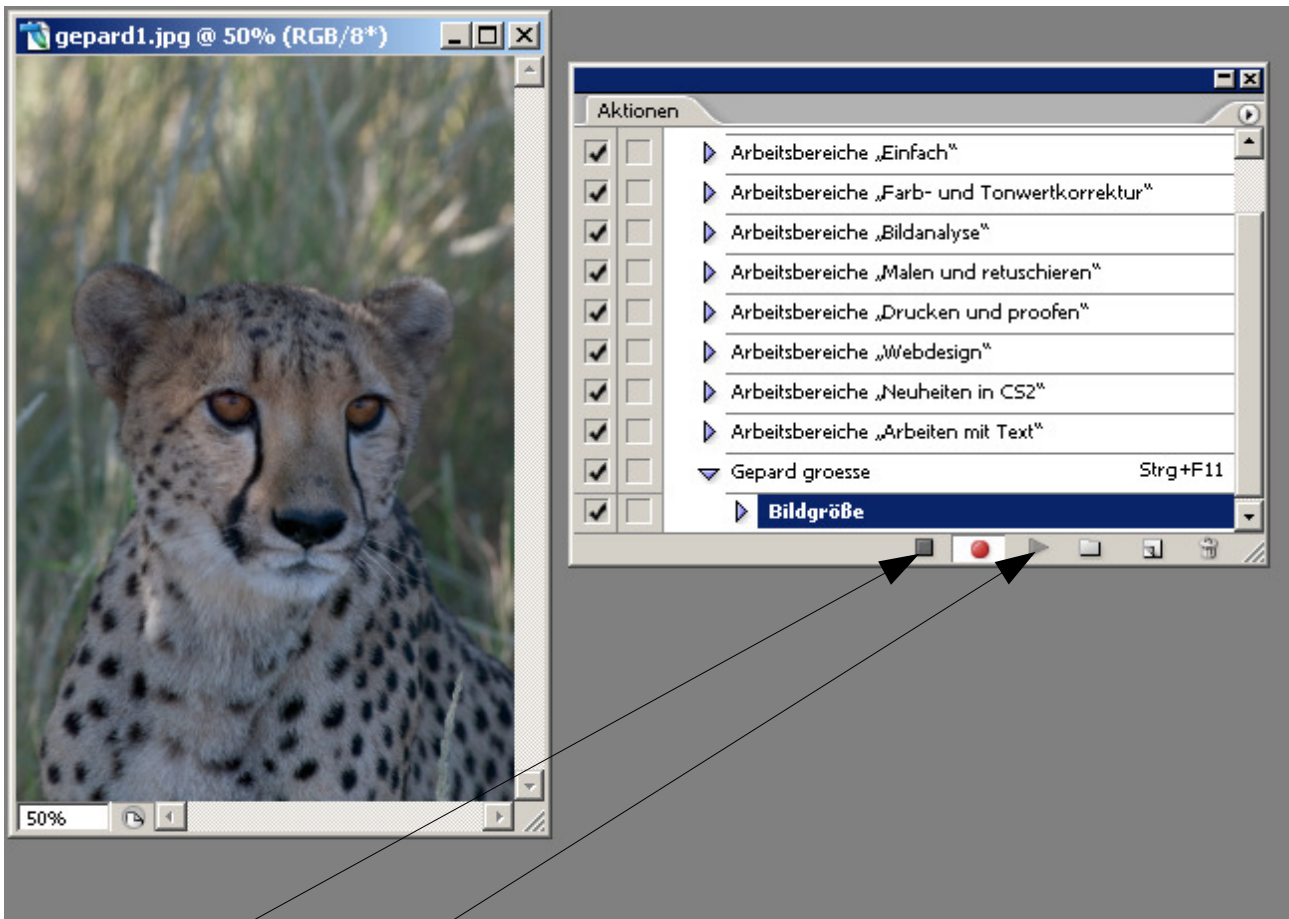 gepard1.jpg @ 50% (RGB/8*)
50%
Aktionen
Arbeitsbereiche „Einfach“
Arbeitsbereiche „Farb- und Tonwertkorrektur“
Arbeitsbereiche „Bildanalyse“
Arbeitsbereiche „Malen und retuschieren“
Arbeitsbereiche „Drucken und proofen“
Arbeitsbereiche „Webdesign“
Arbeitsbereiche „Neuheiten in CS2“
Arbeitsbereiche „Arbeiten mit Text“
Gepard groesse Strg+F11
Bildgröße